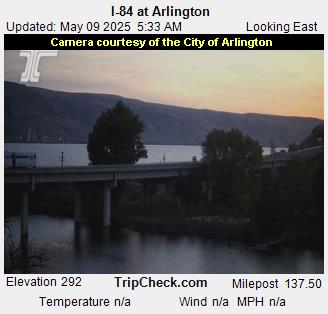 I-84 at Arlington
Updated: May 09 2025 5:33 AM Looking East
Camera courtesy of the City of Arlington
Elevation 292 TripCheck.com Milepost 137.50
Temperature n/a Wind n/a MPH n/a